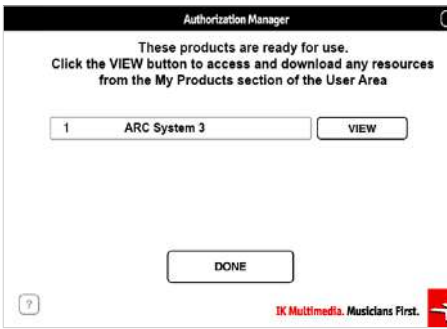 Authorization Manager
These products are ready for use.
Click the VIEW button to access and download any resources
from the My Products section of the User Area
1 ARC System 3 VIEW
DONE
?
IK Multimedia. Musicians First.